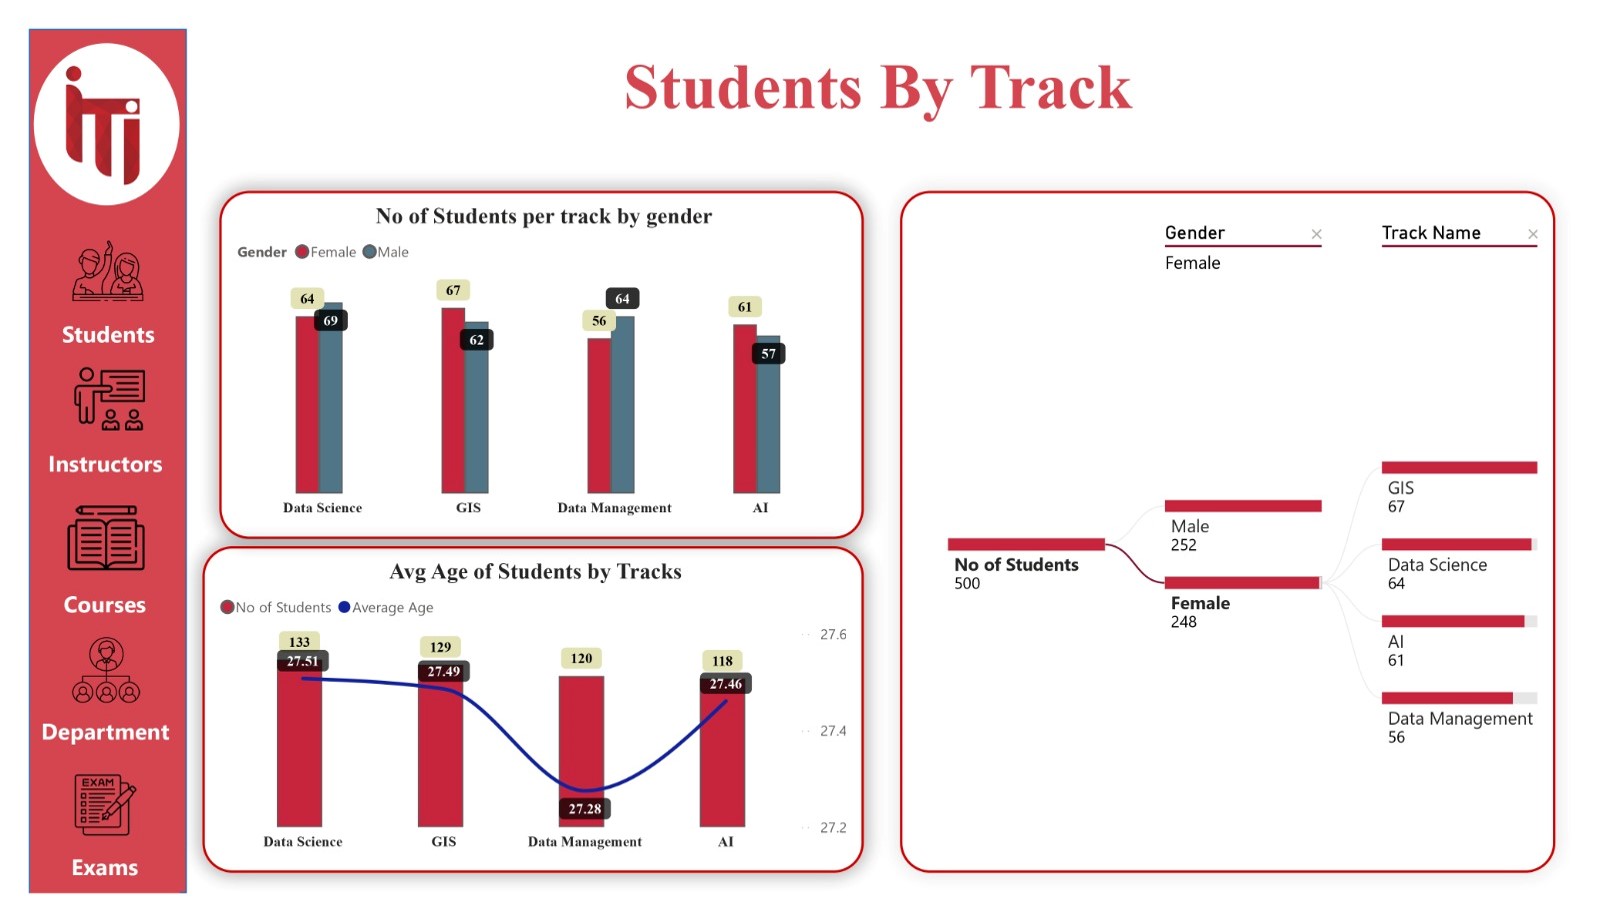 iTi
Students By Track
Students
Instructors
Courses
Department
EXAM
Exams
No of Students per track by gender
Gender Female Male
64 69 67 62 56 64 61 57
Data Science GIS Data Management AI
Avg Age of Students by Tracks
No of Students Average Age
133 129 120 118
27.51 27.49 27.28 27.46
27.6
27.4
27.2
Data Science GIS Data Management AI
Gender × Track Name ×
Female
No of Students
500
Male
252
Female
248
GIS
67
Data Science
64
AI
61
Data Management
56